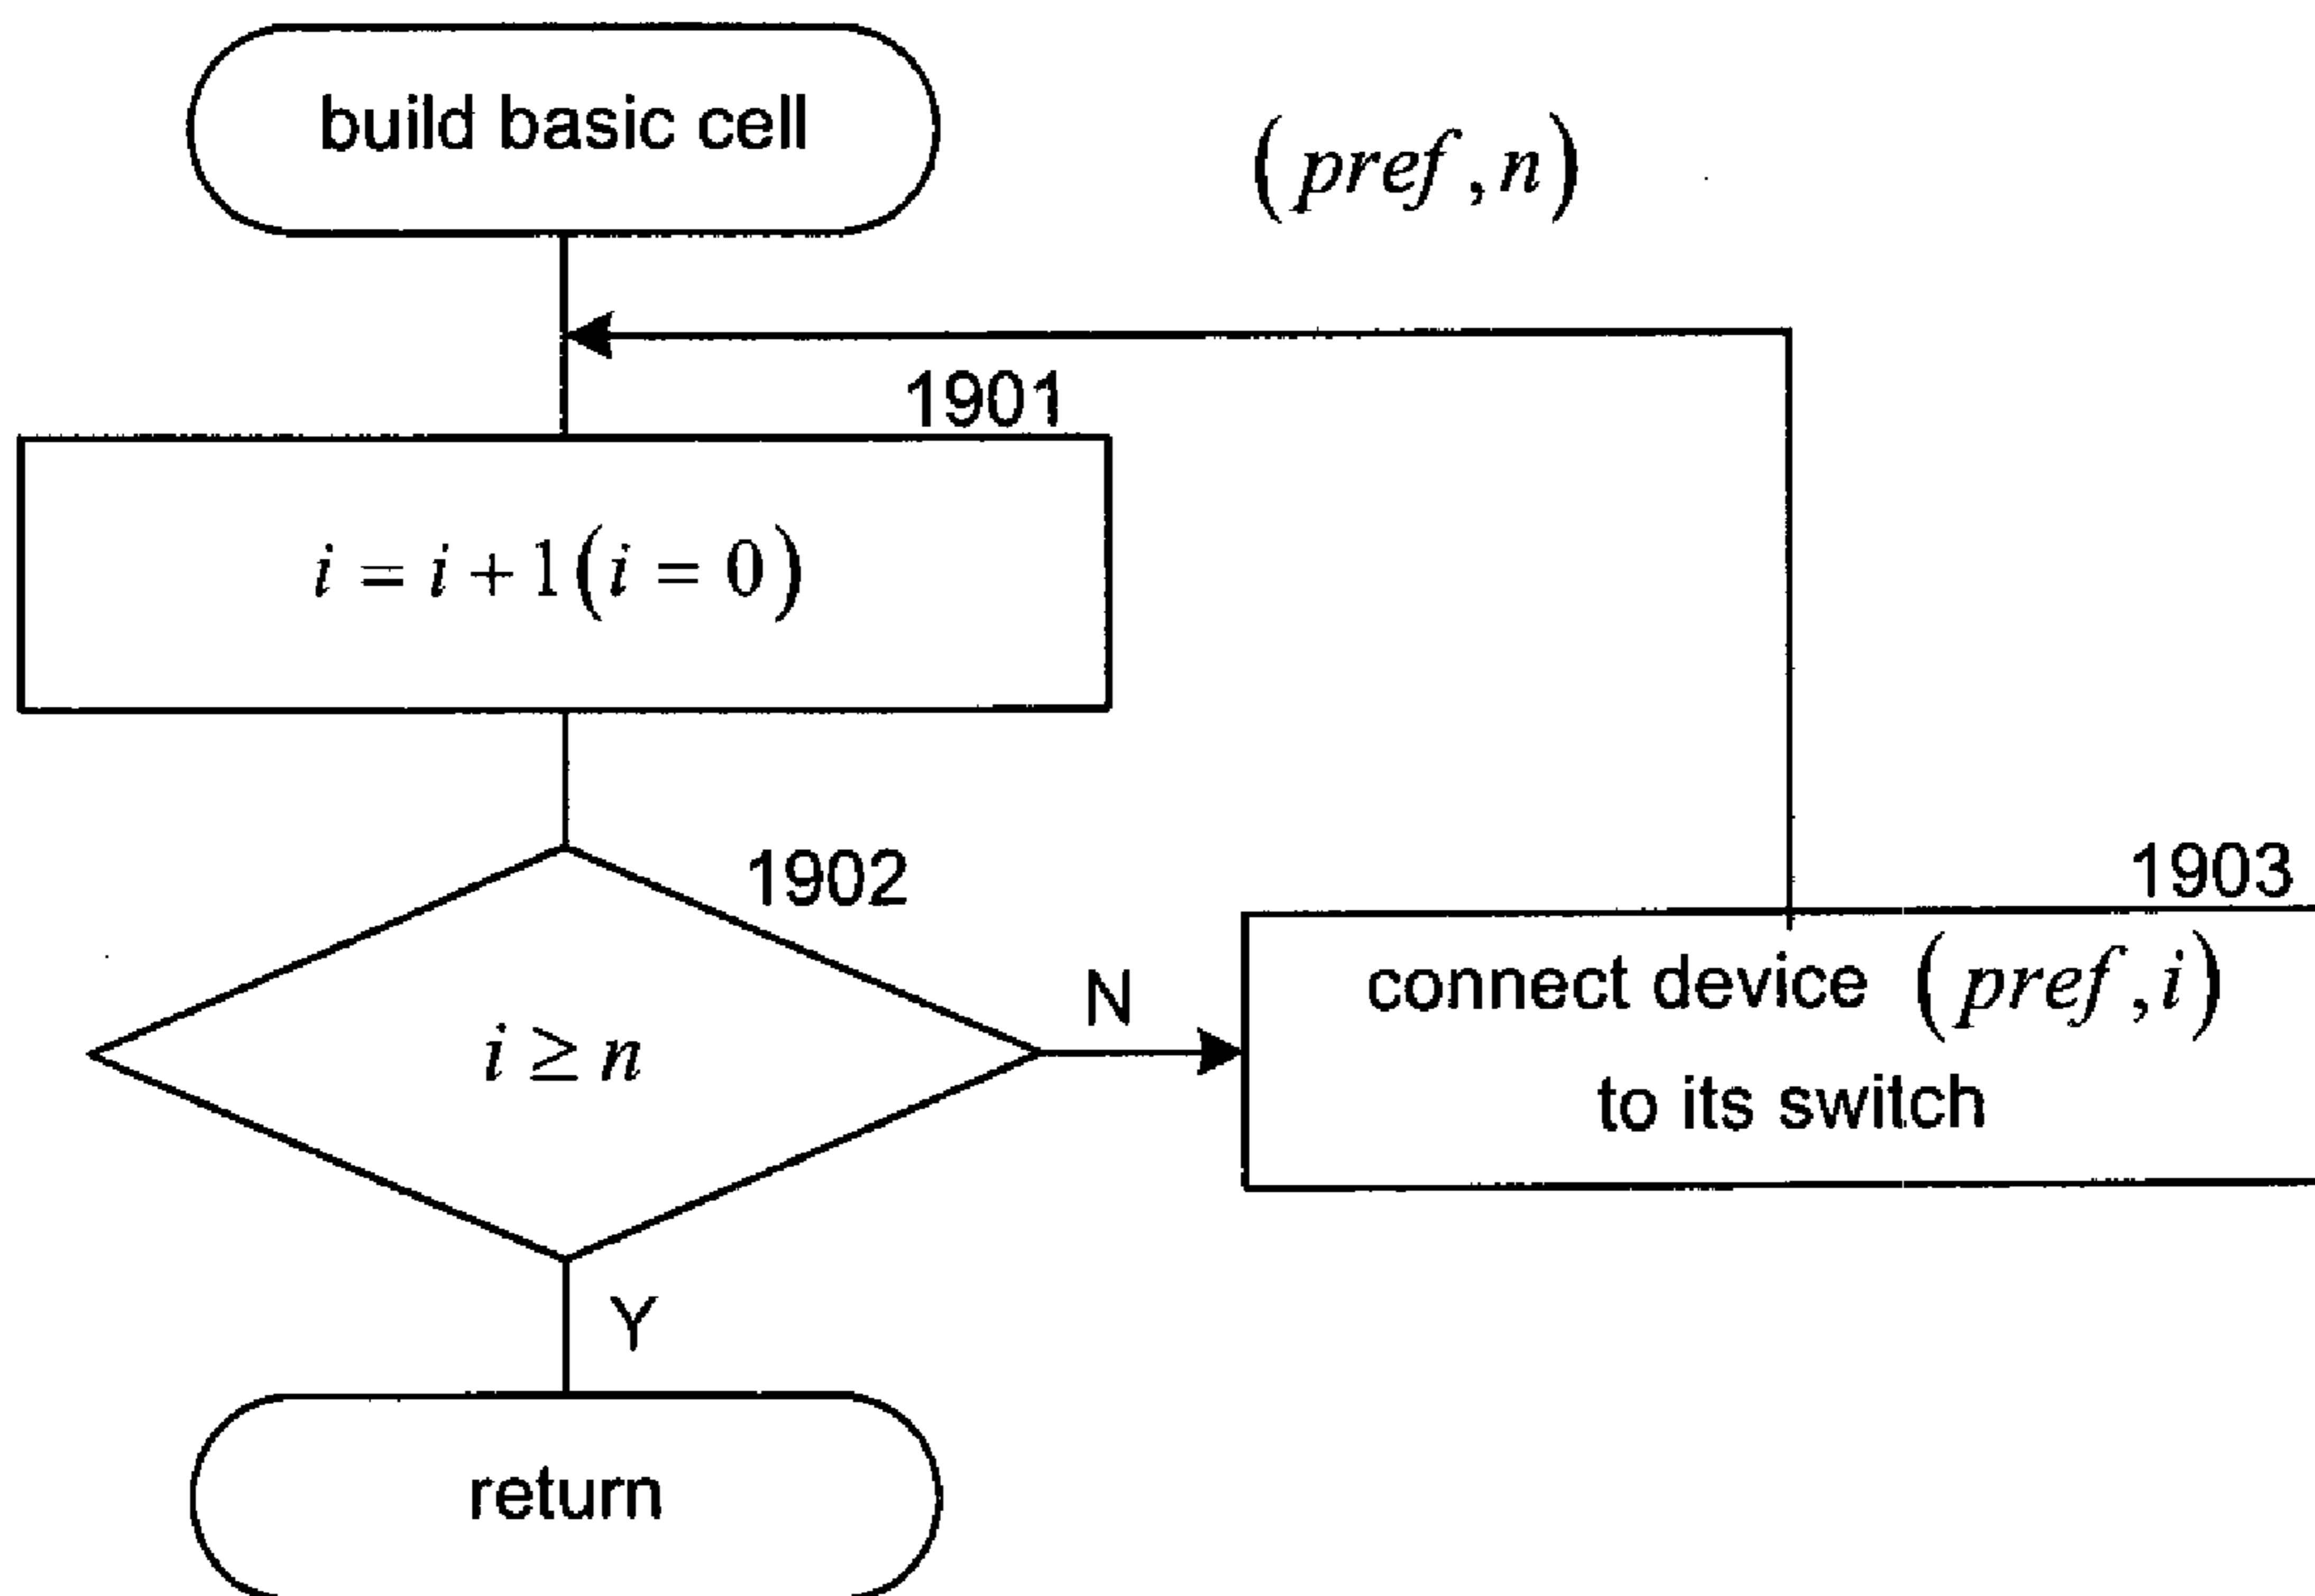 build basic cell
(pref, n)
1901
i = i + 1(i = 0)
1902
i ≥ n
N
1903
connect device (pref, i)
to its switch
Y
return